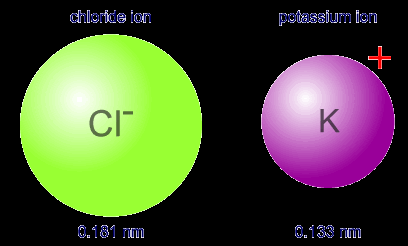 chloride ion
potassium ion
+
Cl⁻
K
0.181 nm
0.133 nm